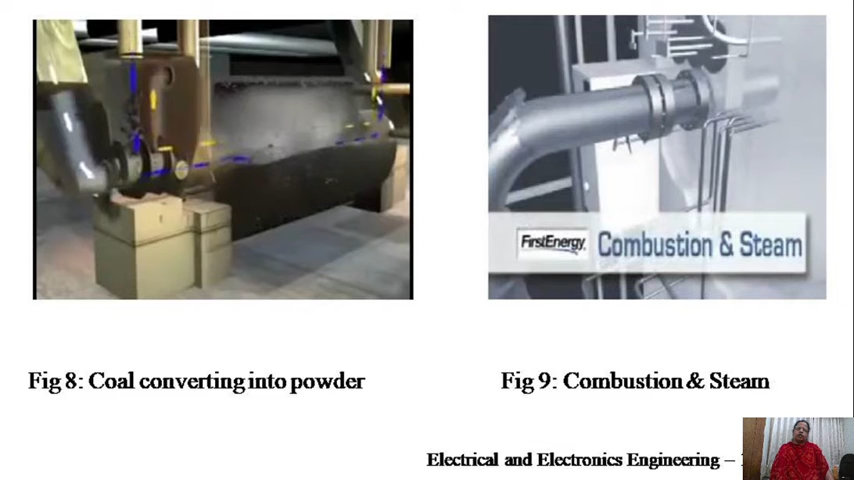 FirstEnergy
Combustion & Steam
Fig 8: Coal converting into powder
Fig 9: Combustion & Steam
Electrical and Electronics Engineering –